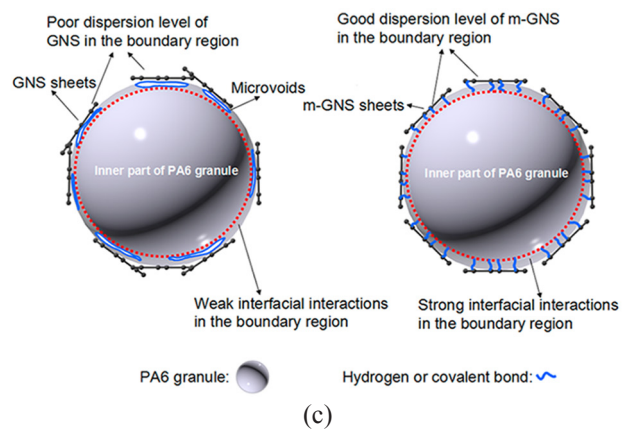 Poor dispersion level of
GNS in the boundary region
GNS sheets
Microvoids
Inner part of PA6 granule
Weak interfacial interactions
in the boundary region
Good dispersion level of m-GNS
in the boundary region
m-GNS sheets
Inner part of PA6 granule
Strong interfacial interactions
in the boundary region
PA6 granule:
Hydrogen or covalent bond:
(c)